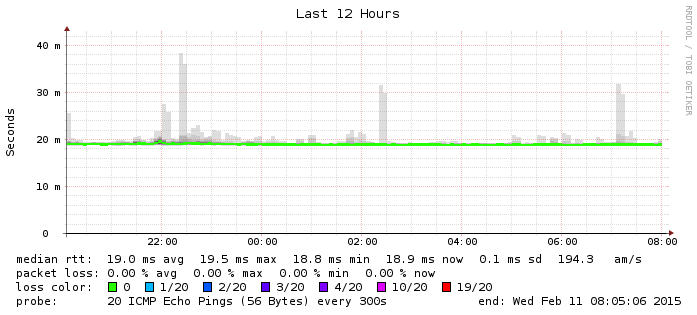 Last 12 Hours
RRDTOOL / TOBI OETIKER
Seconds
40 m
30 m
20 m
10 m
0
22:00 00:00 02:00 04:00 06:00 08:00
median rtt: 19.0 ms avg 19.5 ms max 18.8 ms min 18.9 ms now 0.1 ms sd 194.3 am/s
packet loss: 0.00 % avg 0.00 % max 0.00 % min 0.00 % now
loss color: 0 1/20 2/20 3/20 4/20 10/20 19/20
probe: 20 ICMP Echo Pings (56 Bytes) every 300s end: Wed Feb 11 08:05:06 2015